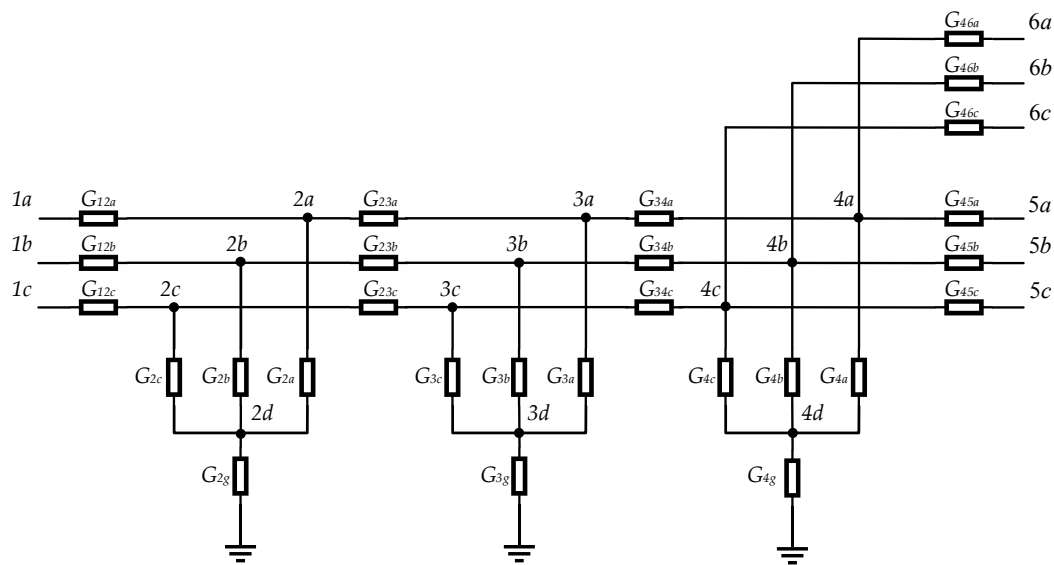 G46a 6a
G46b 6b
G46c 6c
1a G12a 2a G23a 3a G34a 4a G45a 5a
1b G12b 2b G23b 3b G34b 4b G45b 5b
1c G12c 2c G23c 3c G34c 4c G45c 5c
G2c G2b G2a G3c G3b G3a G4c G4b G4a
2d 3d 4d
G2g G3g G4g